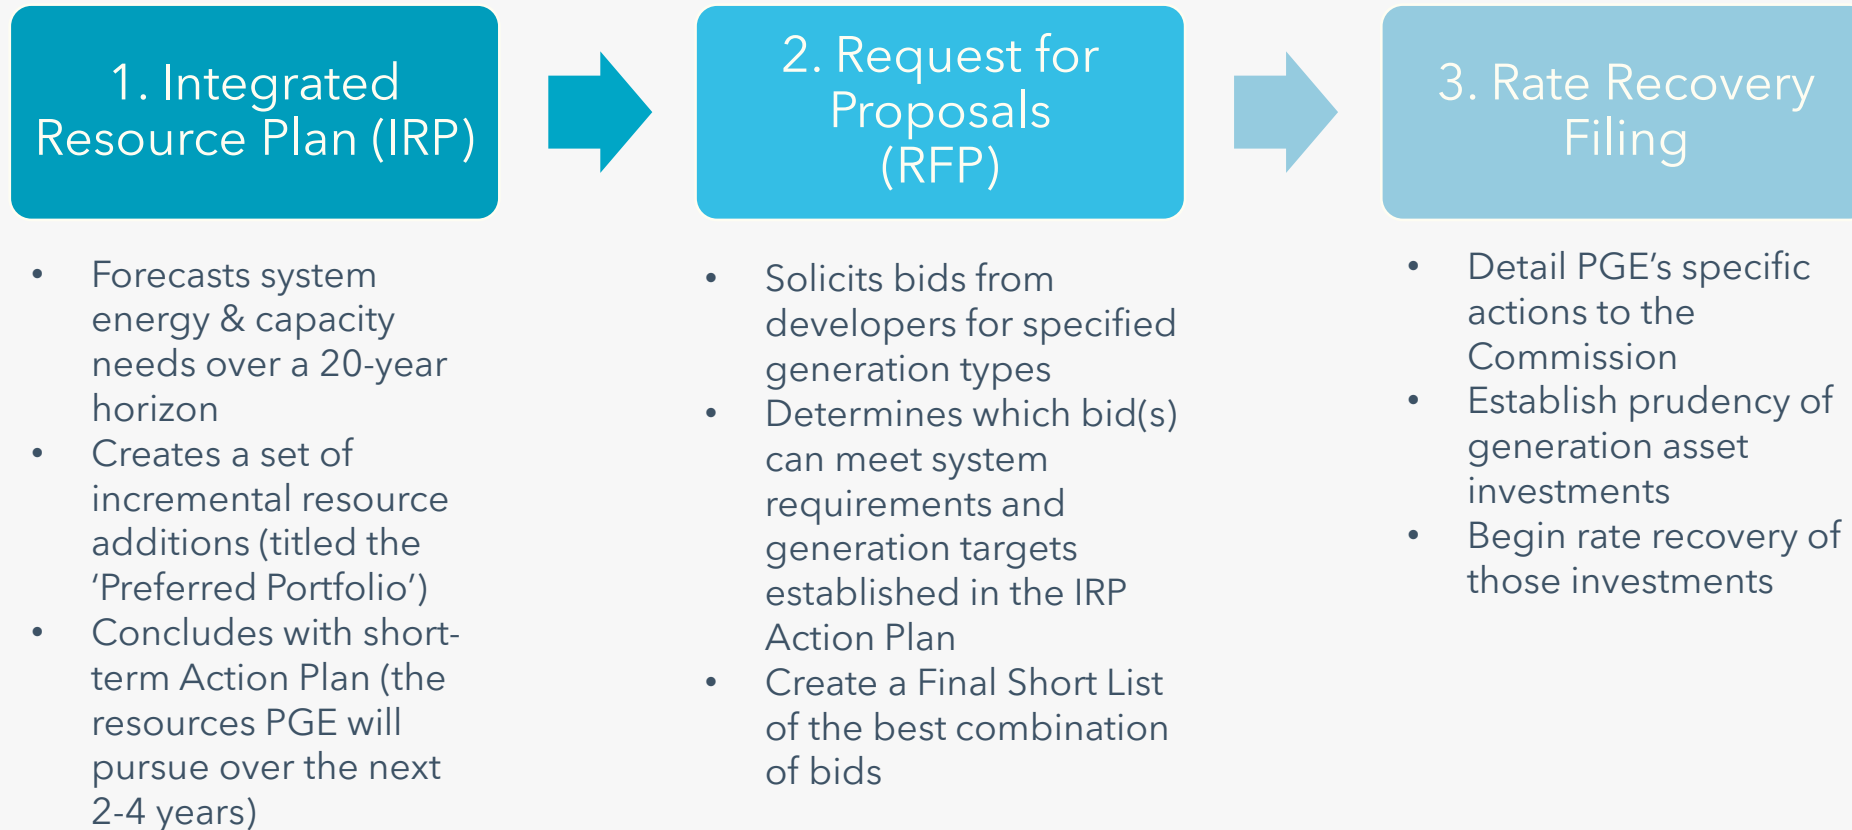 1. Integrated
Resource Plan (IRP)
• Forecasts system
energy & capacity
needs over a 20-year
horizon
• Creates a set of
incremental resource
additions (titled the
‘Preferred Portfolio’)
• Concludes with short-
term Action Plan (the
resources PGE will
pursue over the next
2-4 years)
2. Request for
Proposals
(RFP)
• Solicits bids from
developers for specified
generation types
• Determines which bid(s)
can meet system
requirements and
generation targets
established in the IRP
Action Plan
• Create a Final Short List
of the best combination
of bids
3. Rate Recovery
Filing
• Detail PGE’s specific
actions to the
Commission
• Establish prudency of
generation asset
investments
• Begin rate recovery of
those investments